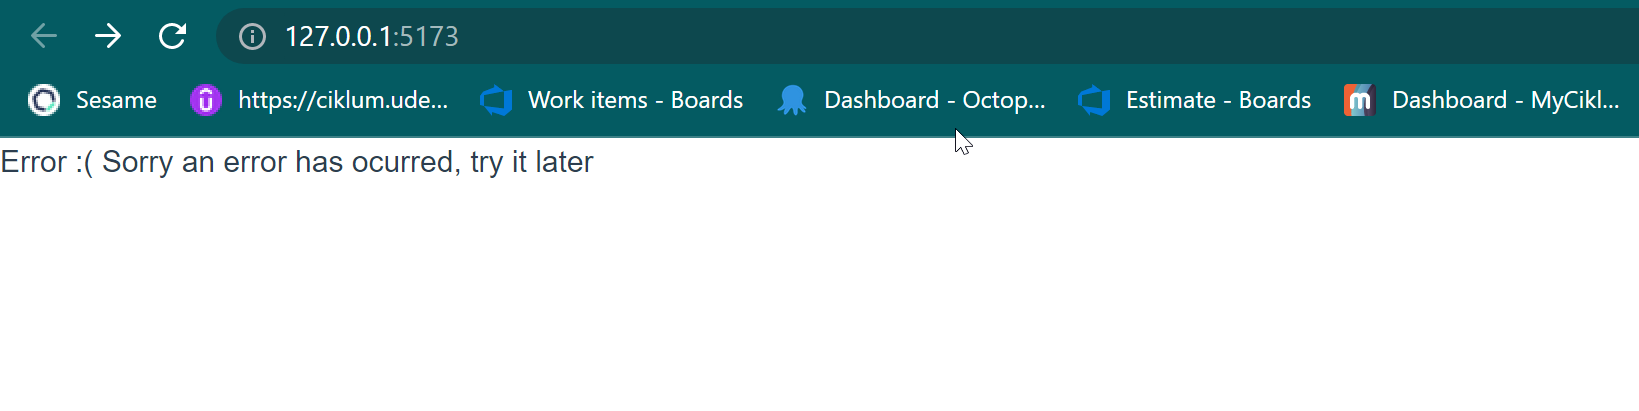 127.0.0.1:5173
Sesame https://ciklum.ude... Work items - Boards Dashboard - Octop... Estimate - Boards Dashboard - MyCikl...
Error :( Sorry an error has ocurred, try it later